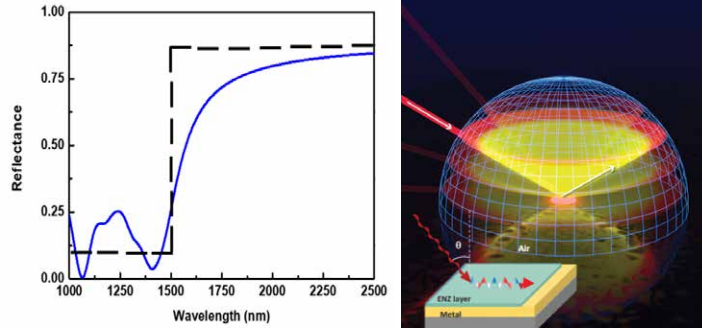 1.00
0.75
0.50
0.25
0.00
Reflectance
1000 1250 1500 1750 2000 2250 2500
Wavelength (nm)
θ
Air
ENZ layer
Metal